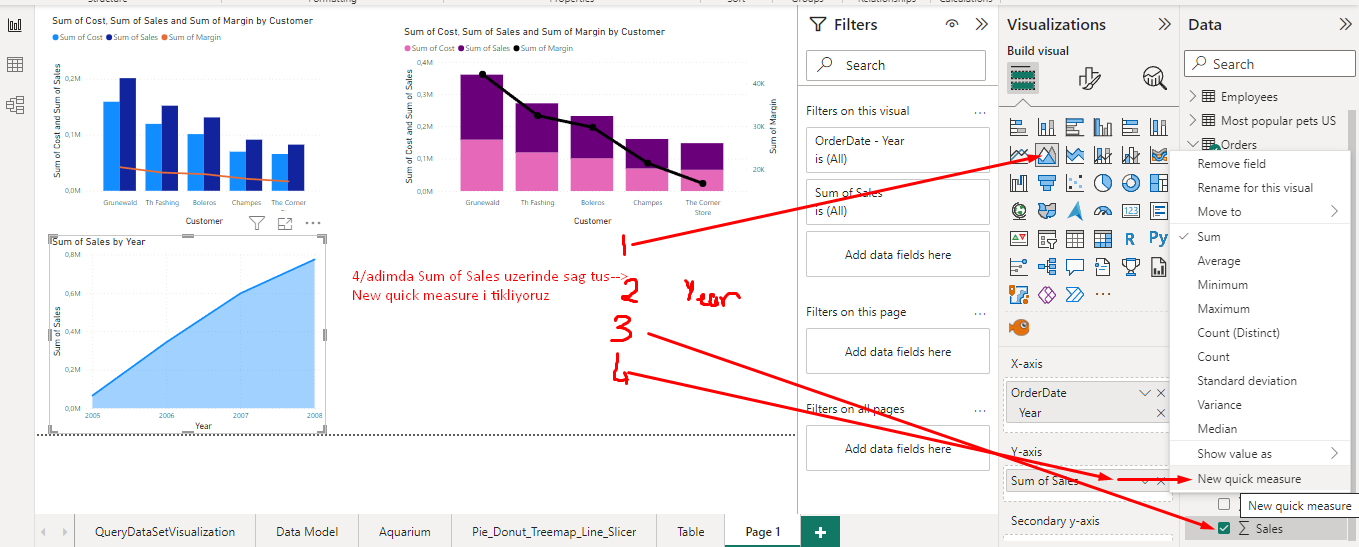 Structure
Formatting
Properties
Sort
Groups
Relationships
Calculations
Sum of Cost, Sum of Sales and Sum of Margin by Customer
Sum of Cost Sum of Sales Sum of Margin
Sum of Cost and Sum of Sales
0,2M
0,1M
0,0M
Grunewald Th Fashing Boleros Champes The Corner
Customer
Sum of Cost, Sum of Sales and Sum of Margin by Customer
Sum of Cost Sum of Sales Sum of Margin
Sum of Cost and Sum of Sales
0,4M
0,3M
0,2M
0,1M
0,0M
40K
30K
20K
Sum of Margin
Grunewald Th Fashing Boleros Champes The Corner
Store
Customer
Sum of Sales by Year
Sum of Sales
0,8M
0,6M
0,4M
0,2M
0,0M
2005 2006 2007 2008
Year
4/adimda Sum of Sales uzerinde sag tus-->
New quick measure i tikliyoruz
1
2 Year
3
4
Filters
Search
Filters on this visual ...
OrderDate - Year
is (All)
Sum of Sales
is (All)
Add data fields here
Filters on this page ...
Add data fields here
Filters on all pages ...
Add data fields here
Visualizations
Build visual
123
R Py
...
X-axis
OrderDate
Year
Y-axis
Sum of Sales
Secondary y-axis
Data
Search
Employees
Most popular pets US
Orders
Remove field
Rename for this visual
Move to
Sum
Average
Minimum
Maximum
Count (Distinct)
Count
Standard deviation
Variance
Median
Show value as
New quick measure
New quick measure
Sales
QueryDataSetVisualization Data Model Aquarium Pie_Donut_Treemap_Line_Slicer Table Page 1 +